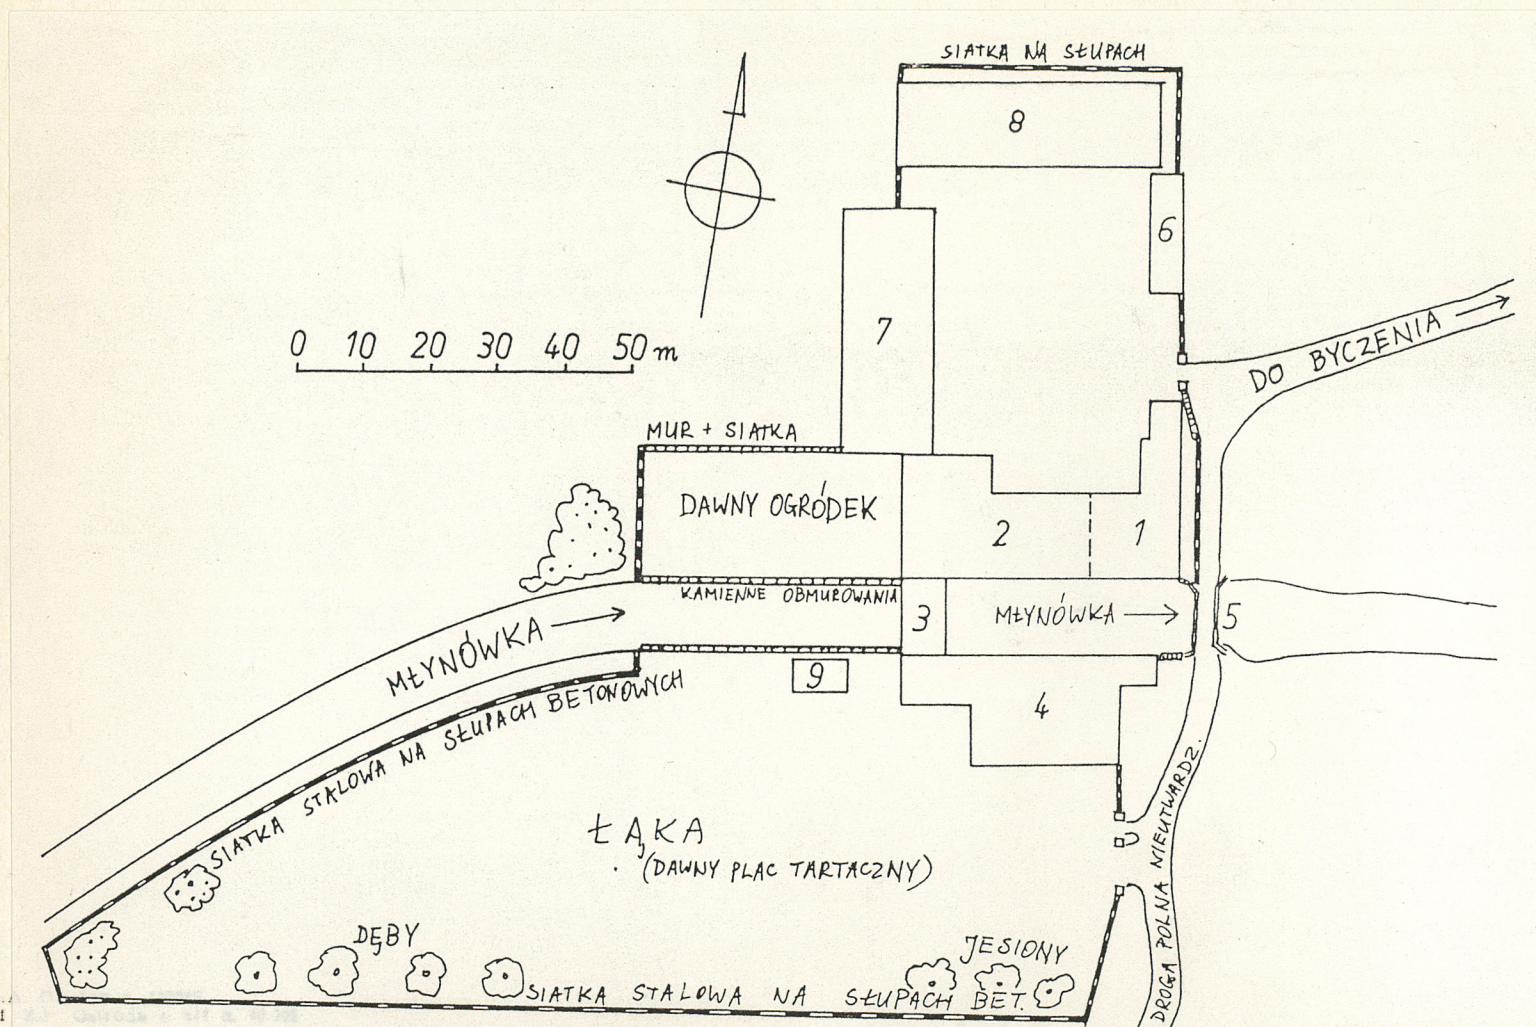 SIATKA NA SŁUPACH
8
6
7
0 10 20 30 40 50 m
DO BYCZENIA
MUR + SIATKA
DAWNY OGRÓDEK
2
1
KAMIENNE OBMUROWANIA
3
MŁYNÓWKA
5
MŁYNÓWKA
9
4
SIATKA STALOWA NA SŁUPACH BETONOWYCH
ŁĄKA
(DAWNY PLAC TARTACZNY)
DROGA POLNA NIEUTWARDZ.
DĘBY
JESIONY
SIATKA STALOWA NA SŁUPACH BET.